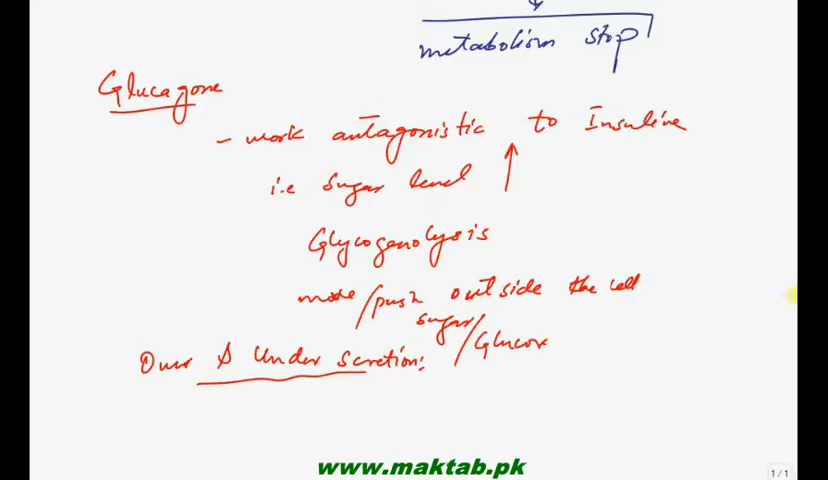 metabolism stop
Glucagone
- work antagonistic to Insuline
i.e sugar level ↑
Glycogenolysis
move/push outside the cell
sugar/Glucose
Over & Under Scretion:
www.maktab.pk
1/1